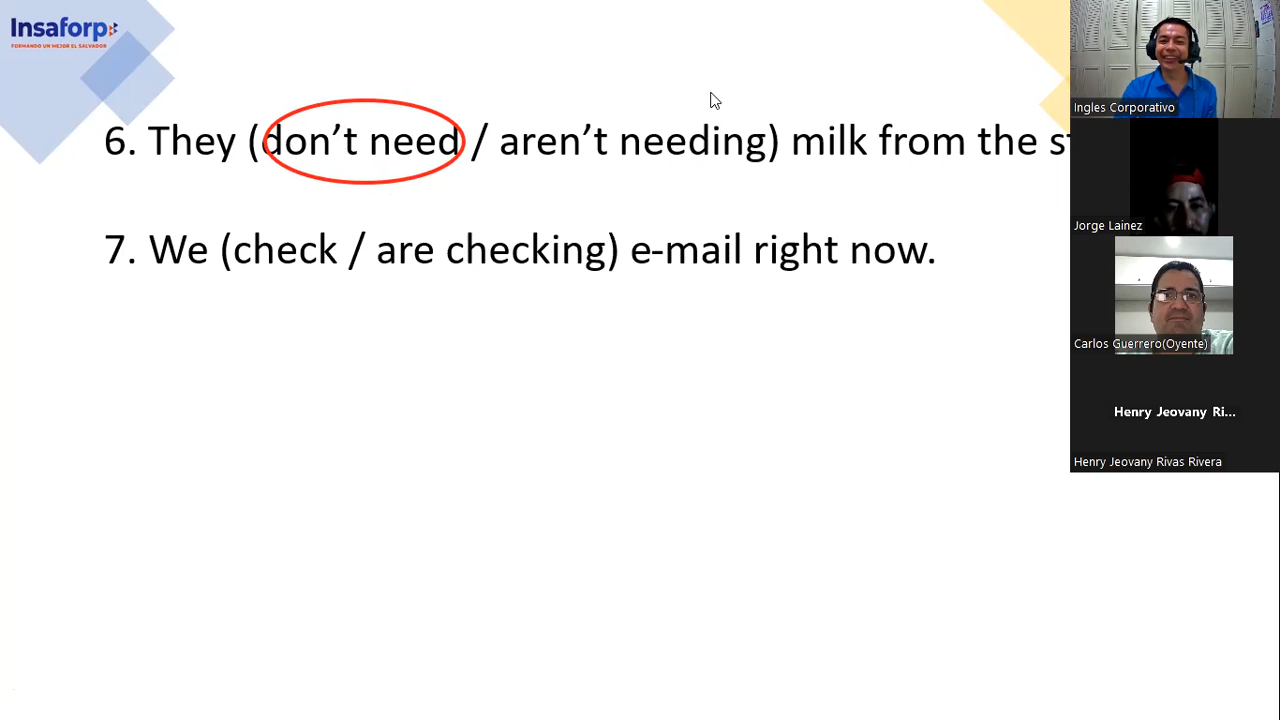 Insaforp
FORMANDO UN MEJOR EL SALVADOR
6. They (don’t need / aren’t needing) milk from the
7. We (check / are checking) e-mail right now.
Ingles Corporativo
Jorge Lainez
Carlos Guerrero(Oyente)
Henry Jeovany Ri...
Henry Jeovany Rivas Rivera